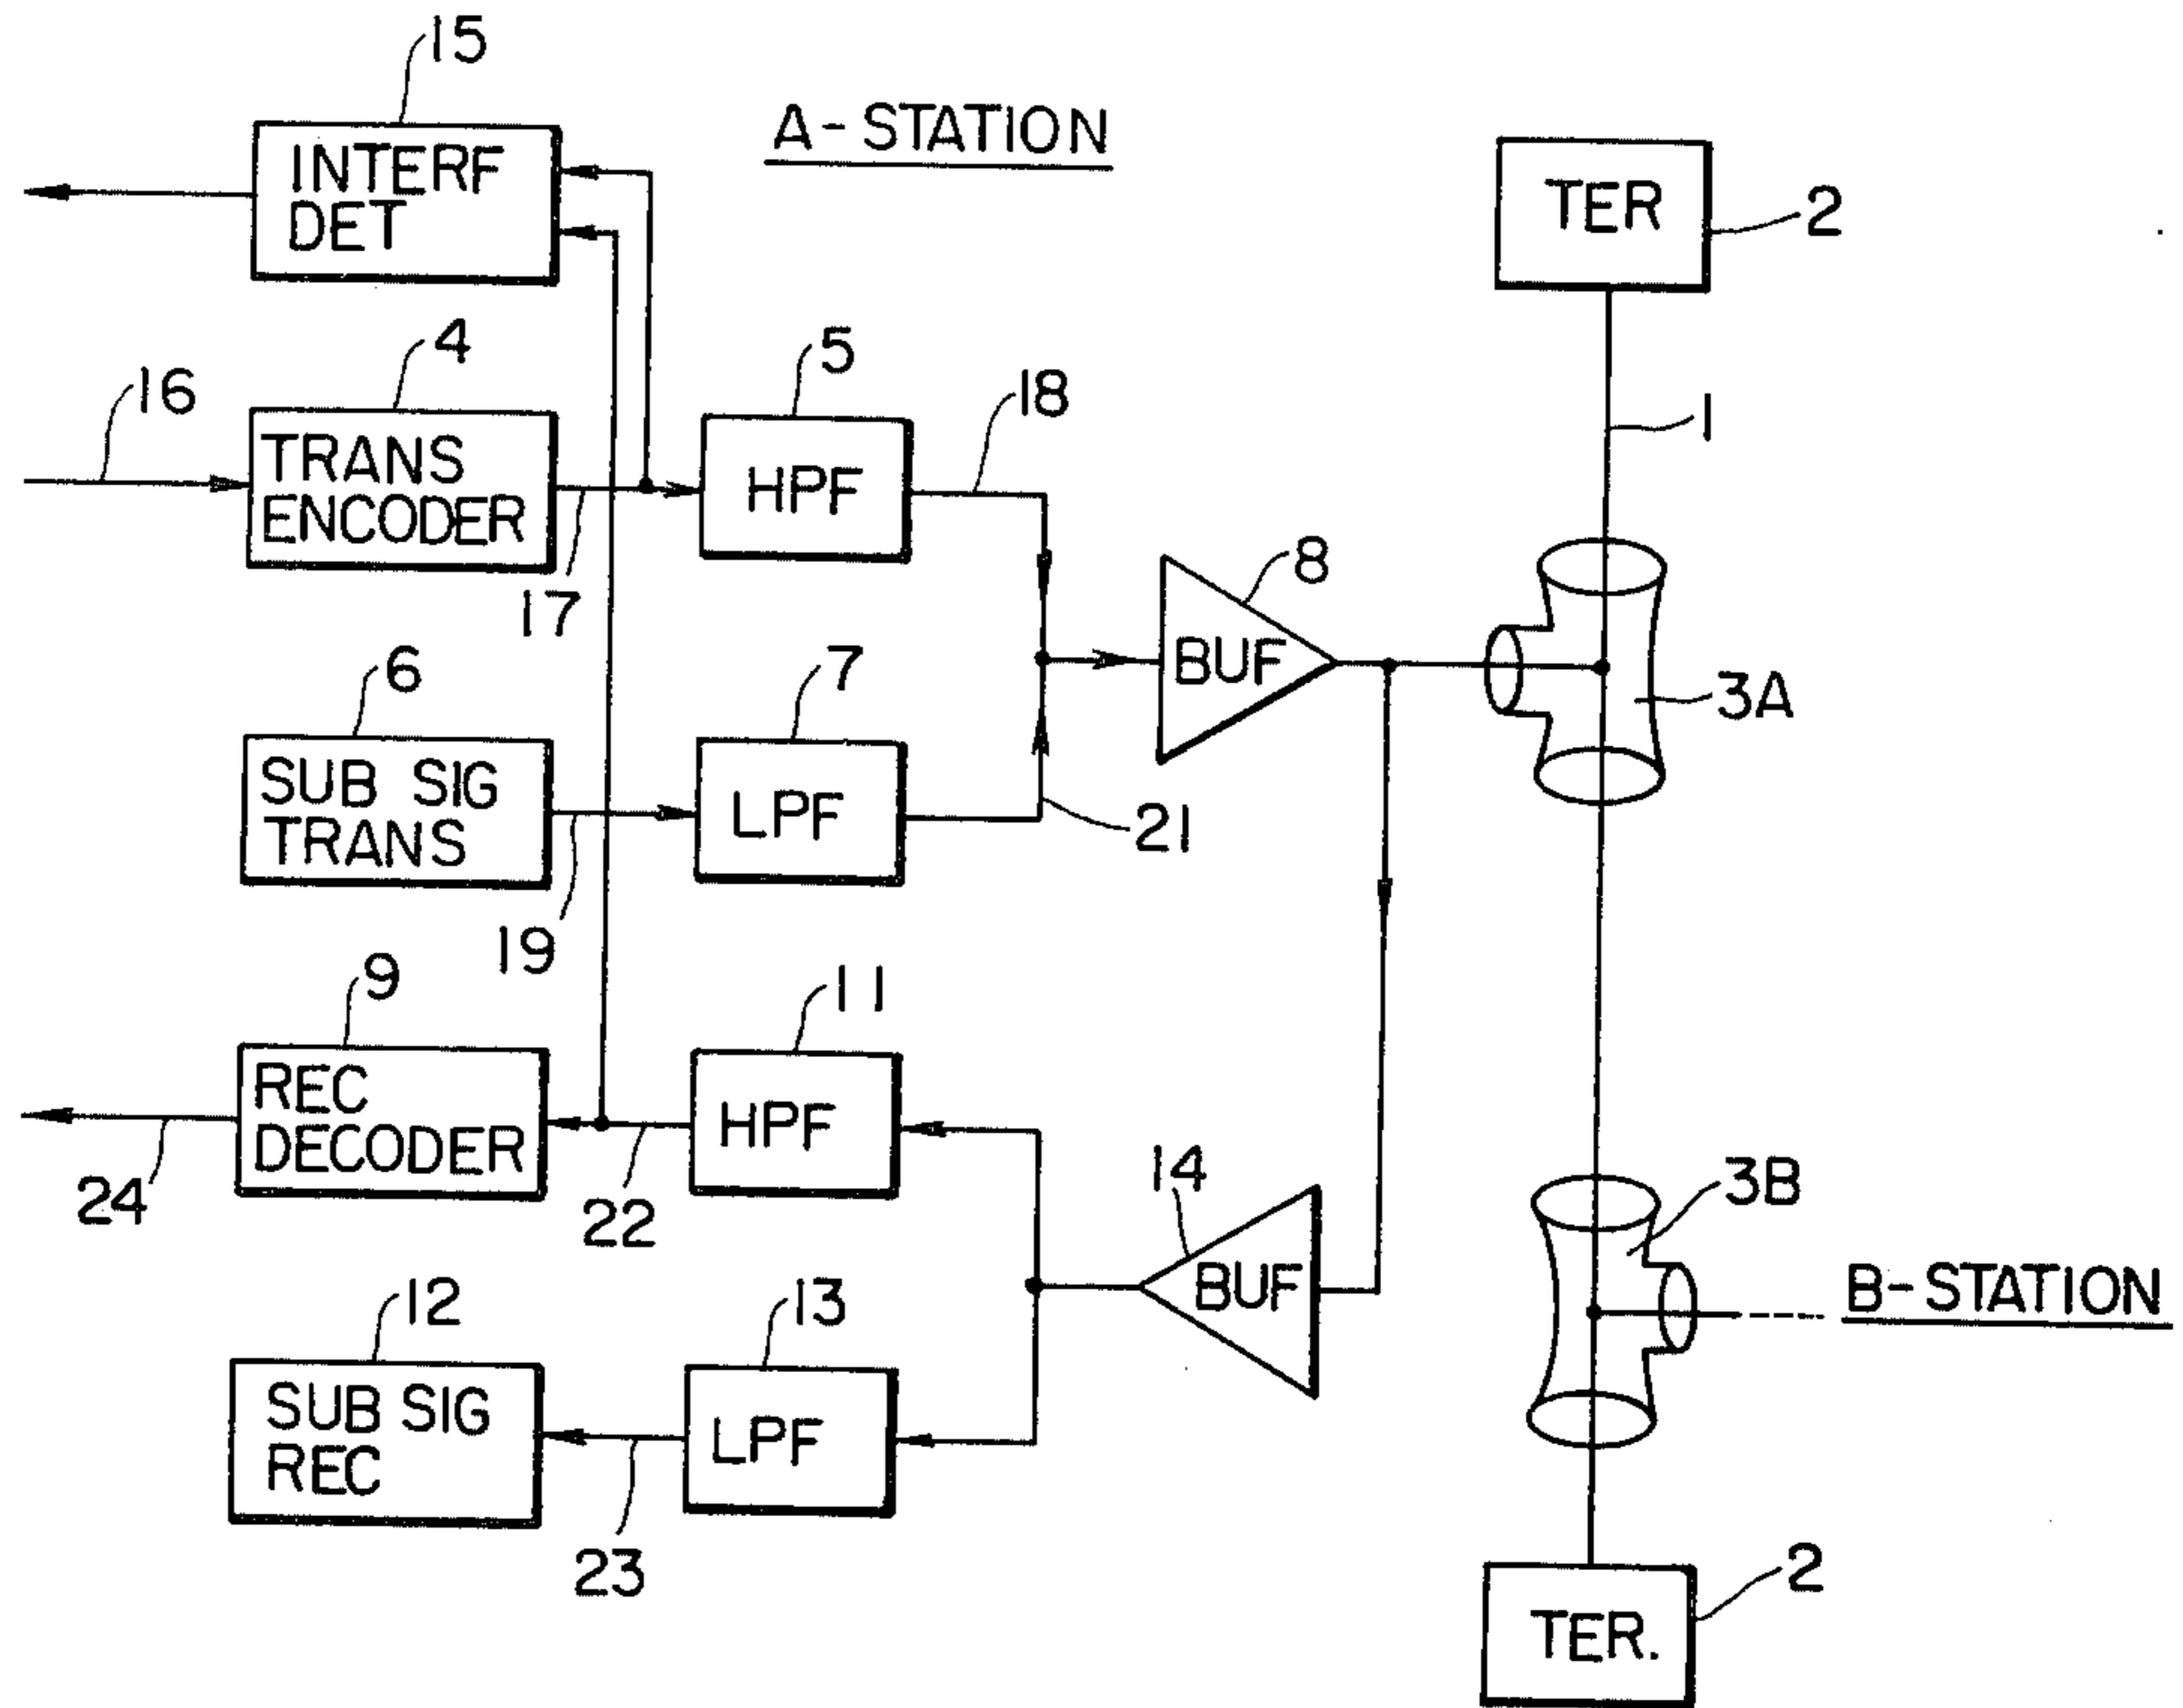 15
A-STATION
INTERF
DET
TER
2
4
5
18
16
1
TRANS
ENCODER
HPF
8
17
6
7
BUF
3A
SUB SIG
TRANS
LPF
21
19
9
11
REC
DECODER
HPF
14
3B
24
22
12
13
BUF
B-STATION
SUB SIG
REC
LPF
23
2
TER.